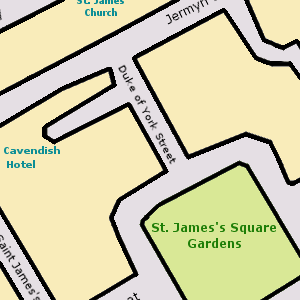 St. James
Church
Jermyn
Duke of York Street
Cavendish
Hotel
St. James's Square
Gardens
Saint James's